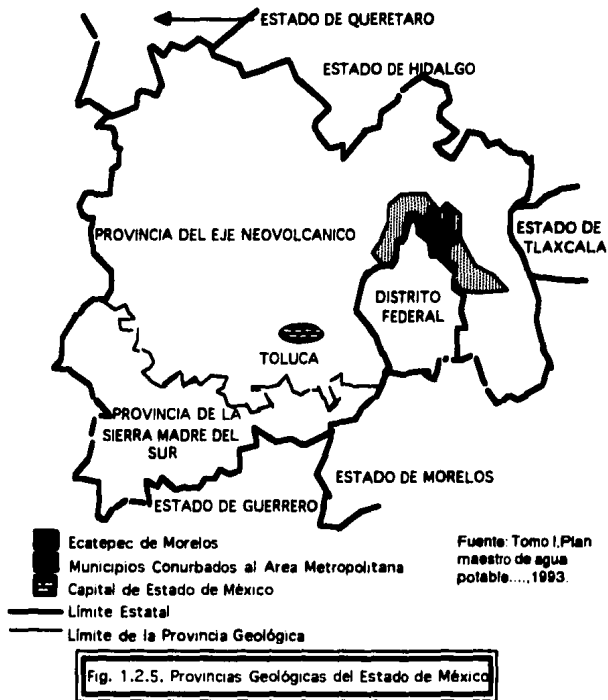 ESTADO DE QUERETARO
ESTADO DE HIDALGO
PROVINCIA DEL EJE NEOVOLCANICO
ESTADO DE
TLAXCALA
DISTRITO
FEDERAL
TOLUCA
PROVINCIA DE LA
SIERRA MADRE DEL
SUR
ESTADO DE MORELOS
ESTADO DE GUERRERO
Ecatepec de Morelos
Municipios Conurbados al Area Metropolitana
Capital de Estado de México
Límite Estatal
Límite de la Provincia Geológica
Fuente: Tomo I,Plan
maestro de agua
potable....,1993.
Fig. 1.2.5. Provincias Geológicas del Estado de México